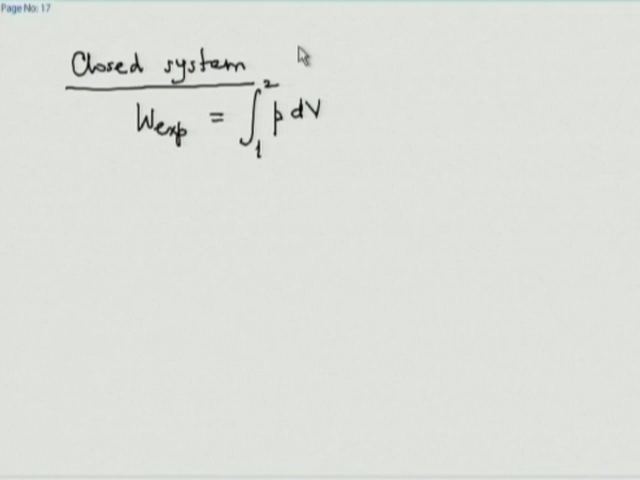 Page No: 17
Closed system
Wexp = ∫₁² p dV